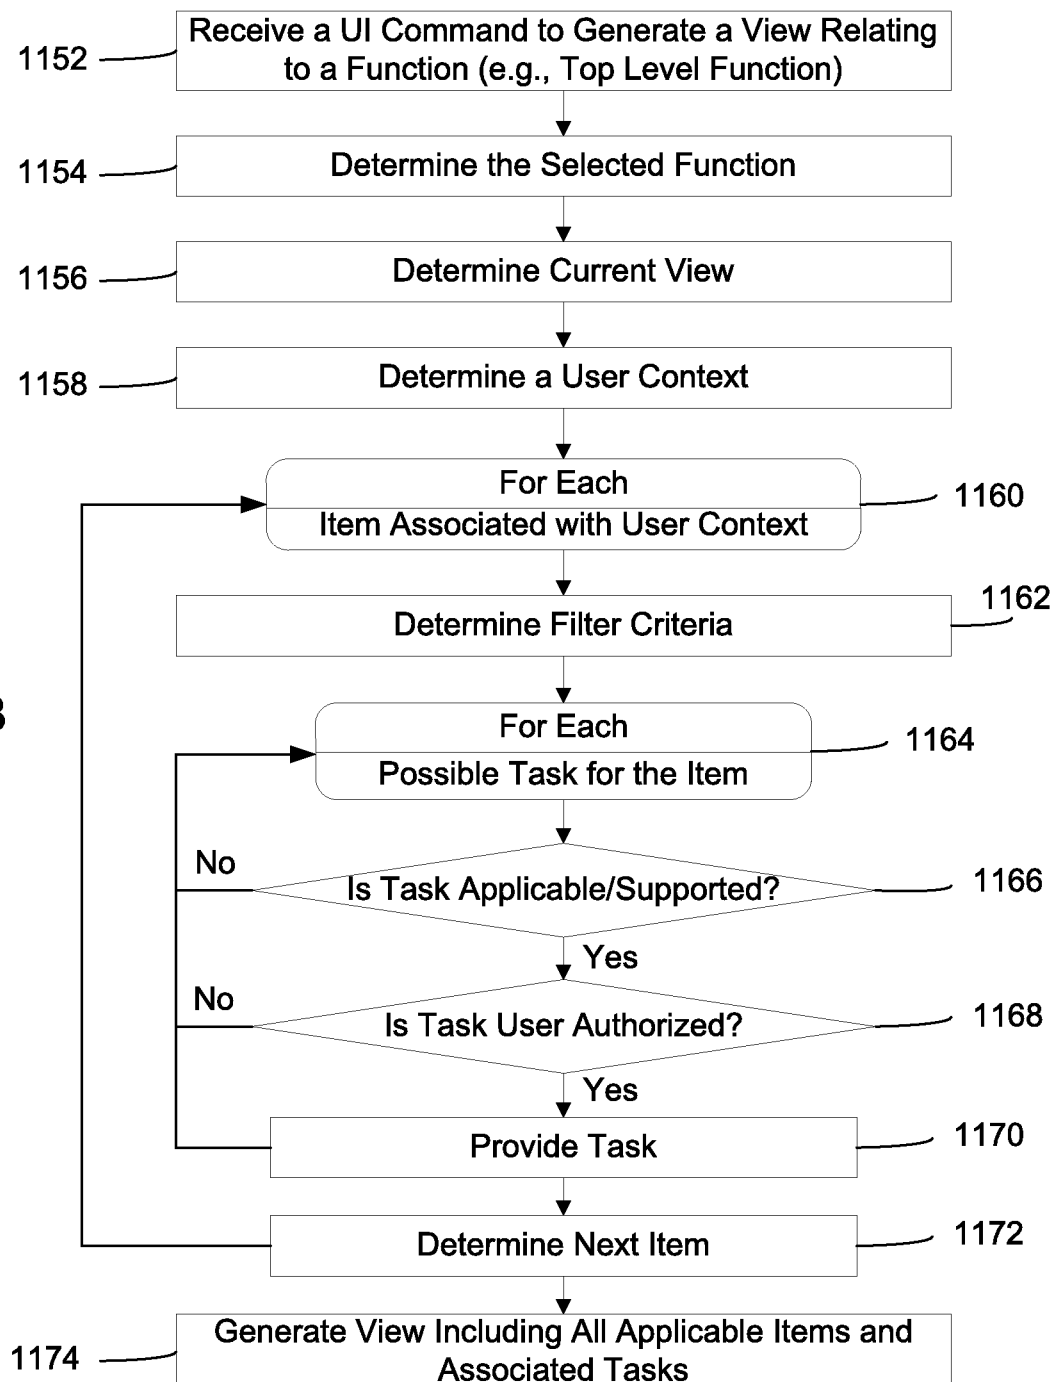 1152
Receive a UI Command to Generate a View Relating
to a Function (e.g., Top Level Function)
1154
Determine the Selected Function
1156
Determine Current View
1158
Determine a User Context
For Each
1160
Item Associated with User Context
1162
Determine Filter Criteria
For Each
1164
Possible Task for the Item
No
Is Task Applicable/Supported?
1166
Yes
No
Is Task User Authorized?
1168
Yes
Provide Task
1170
Determine Next Item
1172
1174
Generate View Including All Applicable Items and
Associated Tasks